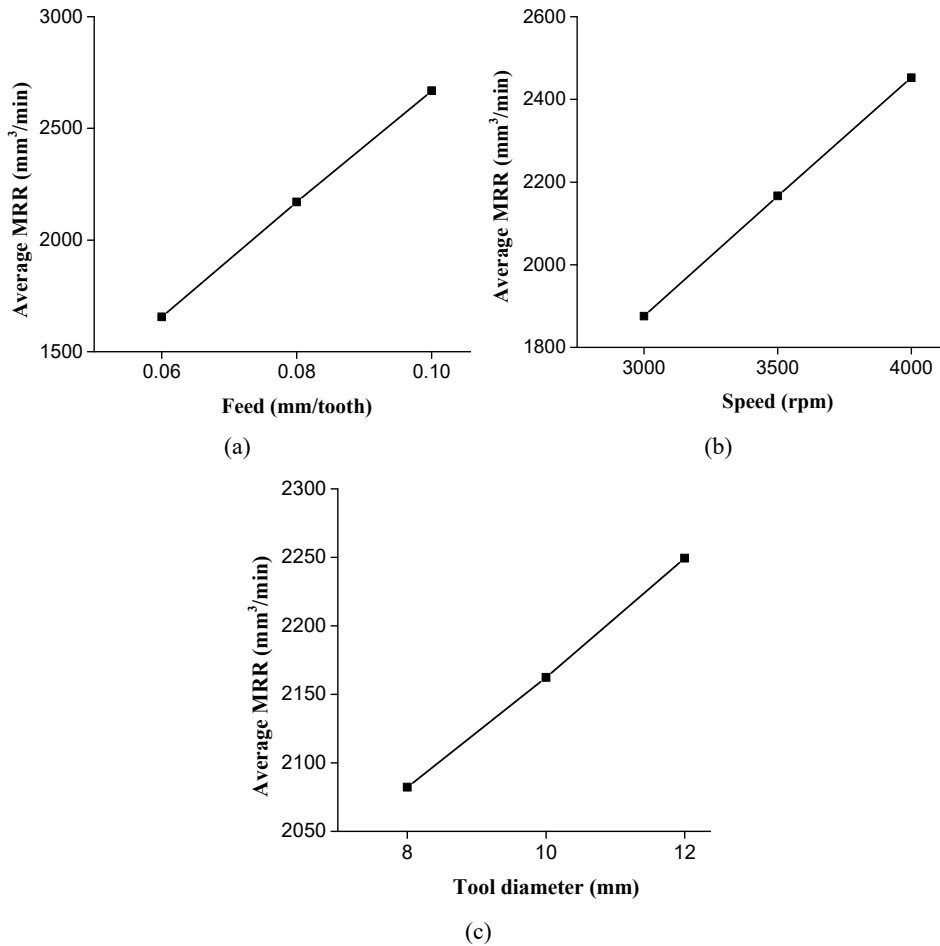 3000
2500
2000
1500
Average MRR (mm³/min)
0.06 0.08 0.10
Feed (mm/tooth)
(a)
2600
2400
2200
2000
1800
Average MRR (mm³/min)
3000 3500 4000
Speed (rpm)
(b)
2300
2250
2200
2150
2100
2050
Average MRR (mm³/min)
8 10 12
Tool diameter (mm)
(c)